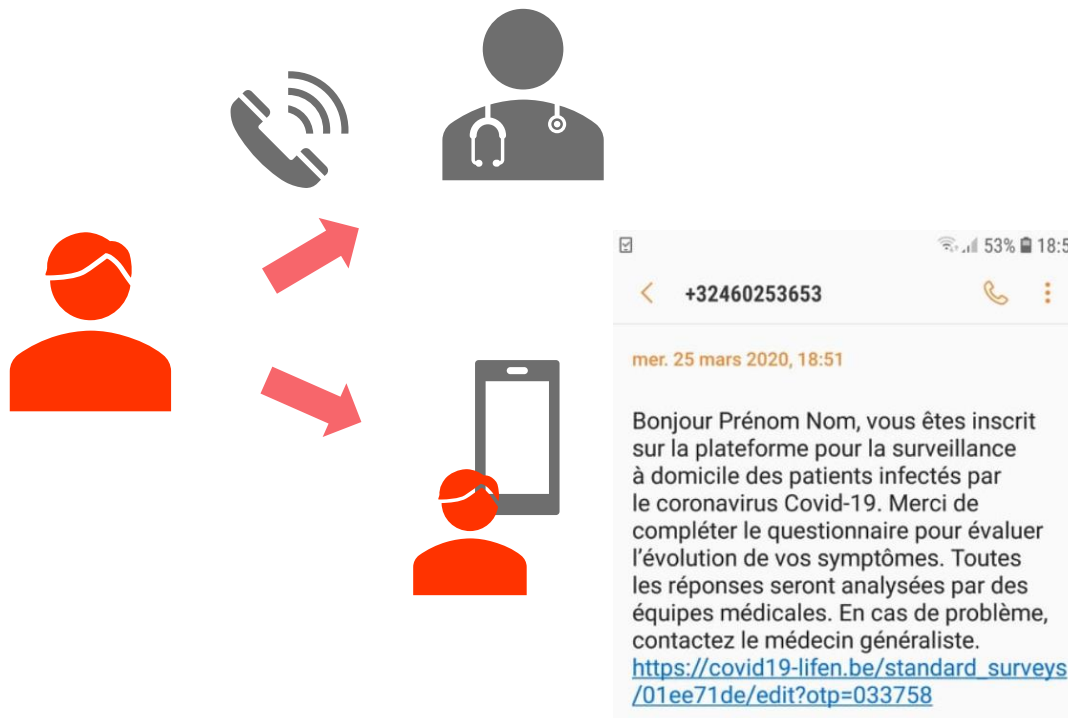 53% 18:5
+32460253653
mer. 25 mars 2020, 18:51
Bonjour Prénom Nom, vous êtes inscrit
sur la plateforme pour la surveillance
à domicile des patients infectés par
le coronavirus Covid-19. Merci de
compléter le questionnaire pour évaluer
l’évolution de vos symptômes. Toutes
les réponses seront analysées par des
équipes médicales. En cas de problème,
contactez le médecin généraliste.
https://covid19-lifen.be/standard_surveys
/01ee71de/edit?otp=033758